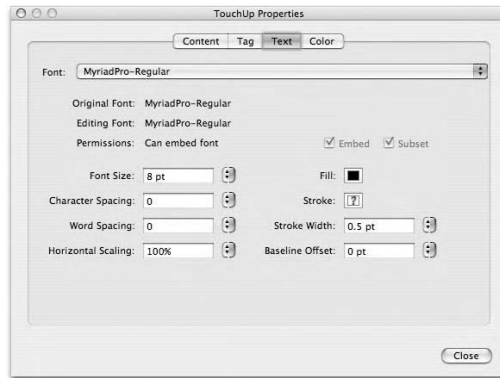 TouchUp Properties
Content Tag Text Color
Font: MyriadPro-Regular
Original Font: MyriadPro-Regular
Editing Font: MyriadPro-Regular
Permissions: Can embed font Embed Subset
Font Size: 8 pt Fill:
Character Spacing: 0 Stroke: ?
Word Spacing: 0 Stroke Width: 0.5 pt
Horizontal Scaling: 100% Baseline Offset: 0 pt
Close